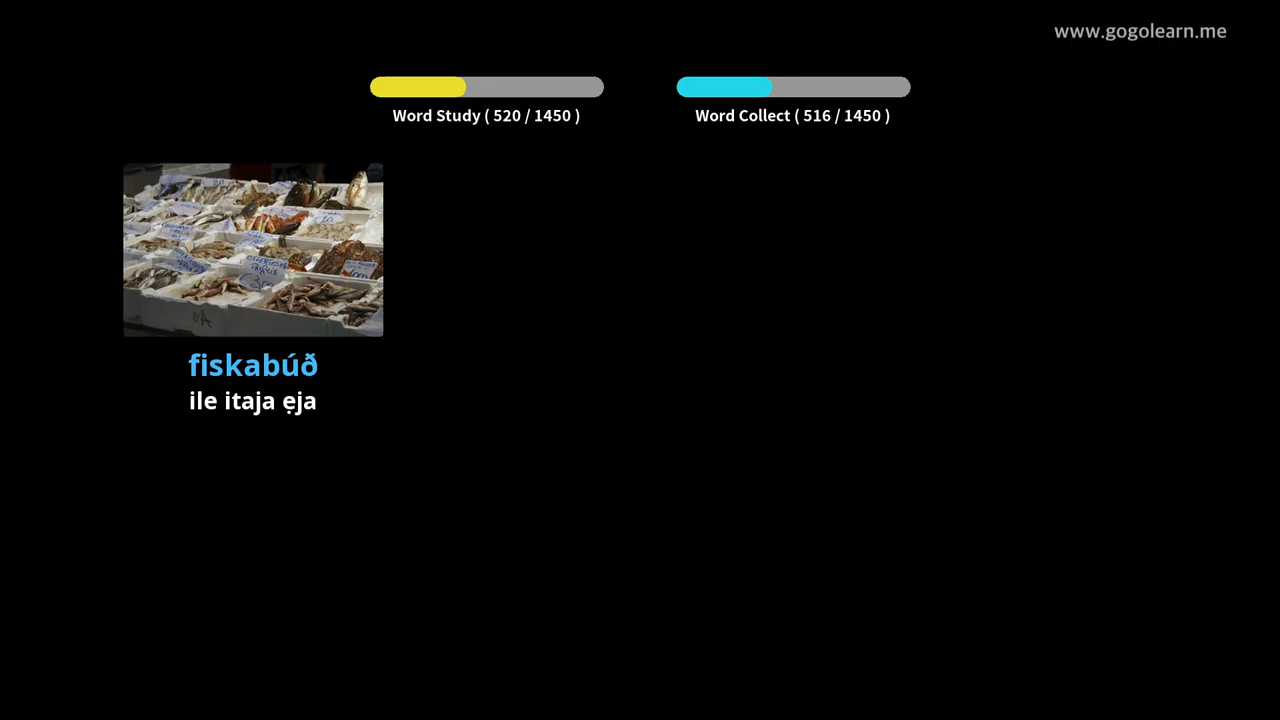 www.gogolearn.me
Word Study ( 520 / 1450 )
Word Collect ( 516 / 1450 )
fiskabúð
ile itaja ẹja